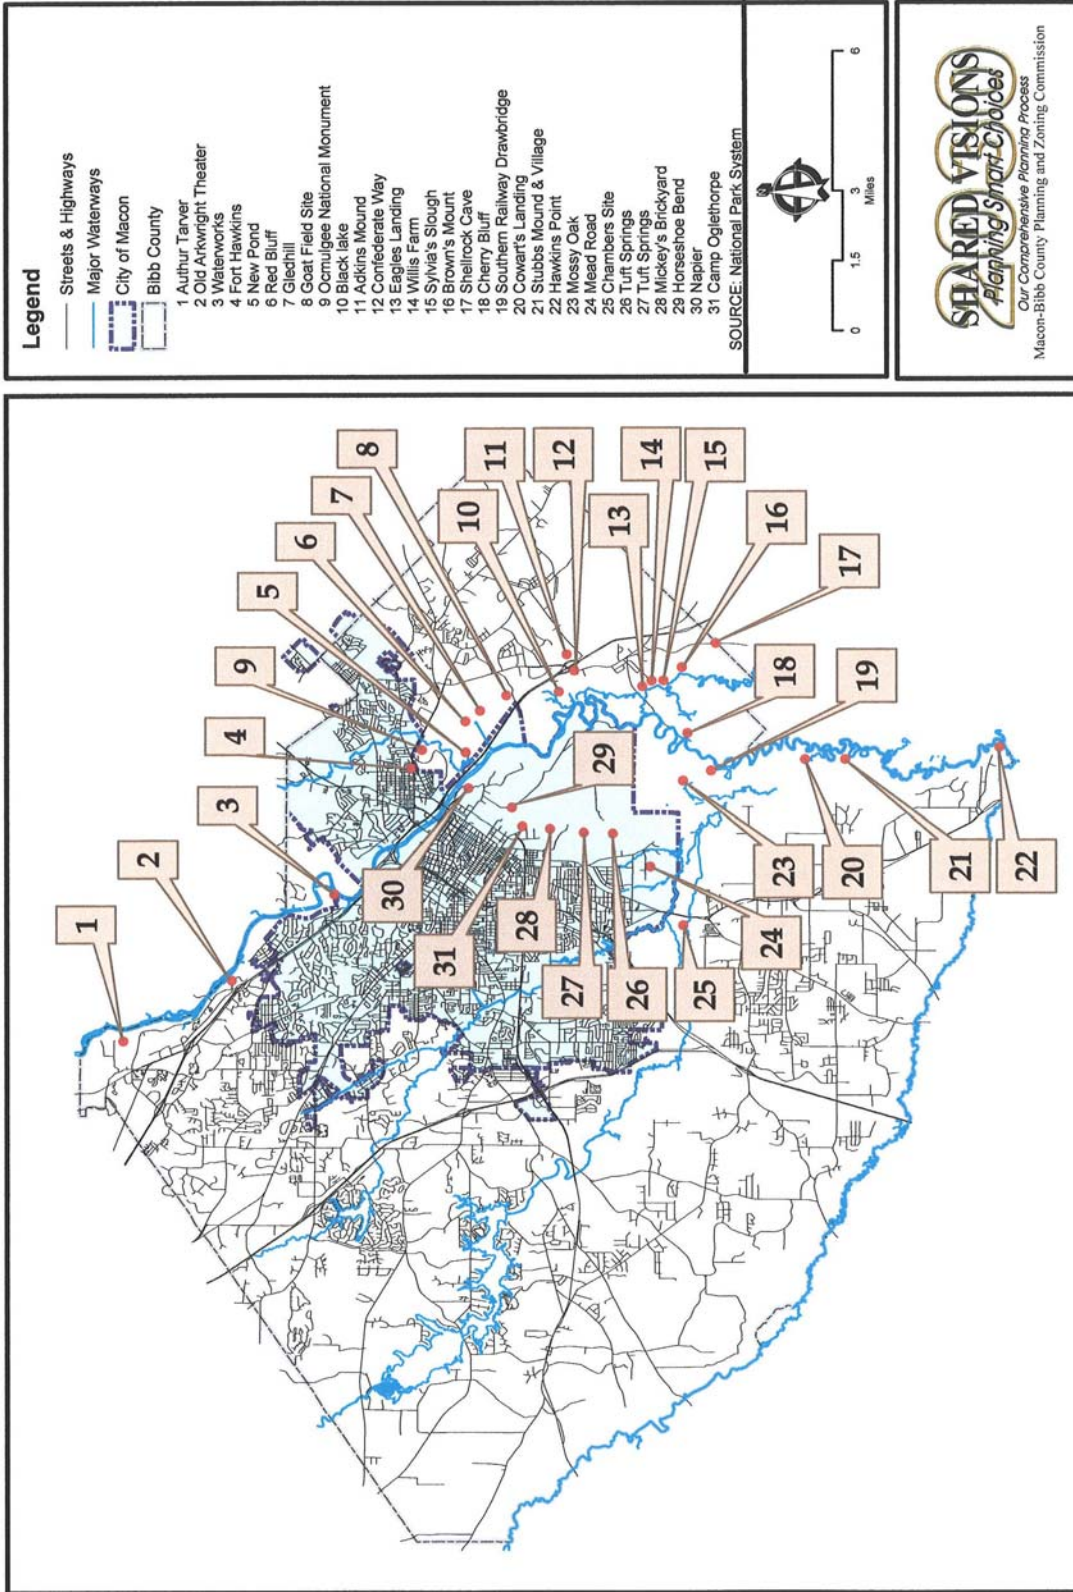 Legend
Streets & Highways
Major Waterways
City of Macon
Bibb County
1 Authur Tarver
2 Old Arkwright Theater
3 Waterworks
4 Fort Hawkins
5 New Pond
6 Red Bluff
7 Gledhill
8 Goat Field Site
9 Ocmulgee National Monument
10 Black lake
11 Adkins Mound
12 Confederate Way
13 Eagles Landing
14 Willis Farm
15 Sylvia's Slough
16 Brown's Mount
17 Shellrock Cave
18 Cherry Bluff
19 Southern Railway Drawbridge
20 Cowart's Landing
21 Stubbs Mound & Village
22 Hawkins Point
23 Mossy Oak
24 Mead Road
25 Chambers Site
26 Tuft Springs
27 Tuft Springs
28 Mickey's Brickyard
29 Horseshoe Bend
30 Napier
31 Camp Oglethorpe
SOURCE: National Park System
N
0 1.5 3 6
Miles
2030
SHARED VISIONS
Planning Smart Choices
Our Comprehensive Planning Process
Macon-Bibb County Planning and Zoning Commission
1
2
3
4
9
5
6
7
8
10
11
12
13
14
15
16
17
18
19
20
21
22
23
24
25
26
27
28
29
30
31